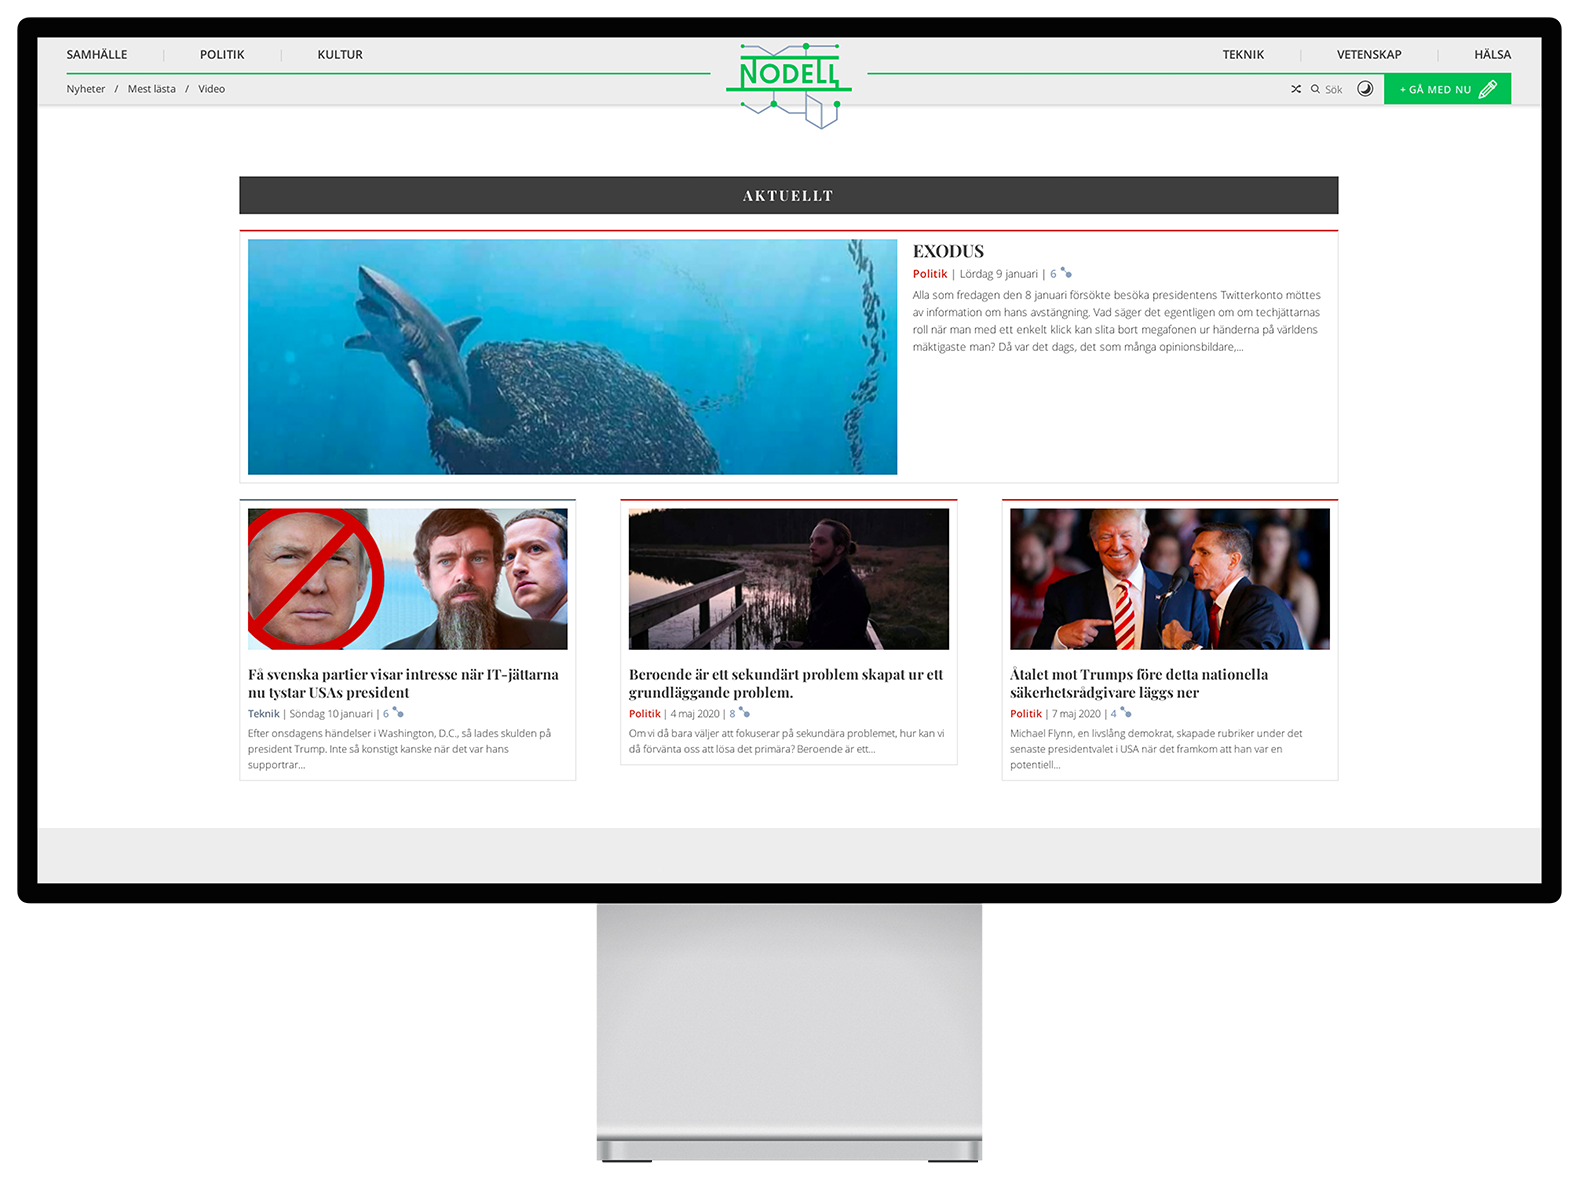 SAMHÄLLE | POLITIK | KULTUR
NODELL
TEKNIK | VETENSKAP | HÄLSA
Nyheter / Mest lästa / Video
Sök
+ GÅ MED NU
AKTUELLT
EXODUS
Politik | Lördag 9 januari | 6
Alla som fredagen den 8 januari försökte besöka presidentens Twitterkonto möttes
av information om hans avstängning. Vad säger det egentligen om om techjättarnas
roll när man med ett enkelt klick kan slita bort megafonen ur händerna på världens
mäktigaste man? Då var det dags, det som många opinionsbildare,...
Få svenska partier visar intresse när IT-jättarna
nu tystar USAs president
Teknik | Söndag 10 januari | 6
Efter onsdagens händelser i Washington, D.C., så lades skulden på
president Trump. Inte så konstigt kanske när det var hans
supportrar...
Beroende är ett sekundärt problem skapat ur ett
grundläggande problem.
Politik | 4 maj 2020 | 8
Om vi då bara väljer att fokuserar på sekundära problemet, hur kan vi
då förvänta oss att lösa det primära? Beroende är ett...
Åtalet mot Trumps före detta nationella
säkerhetsrådgivare läggs ner
Politik | 7 maj 2020 | 4
Michael Flynn, en livslång demokrat, skapade rubriker under det
senaste presidentvalet i USA när det framkom att han var en
potentiell...